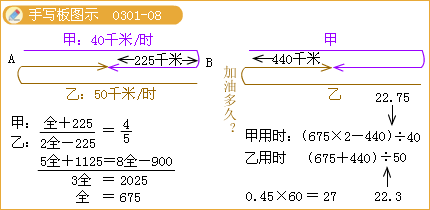 手写板图示 0301-08
甲：40千米/时
A
225千米
B
乙：50千米/时
甲：全＋225
乙：2全－225
＝ 4/5
5全＋1125＝8全－900
3全 ＝ 2025
全 ＝ 675
甲
440千米
加油多久？
乙
22.75
甲用时：(675×2－440)÷40
乙用时 (675＋440)÷50
0.45×60 ＝ 27
22.3